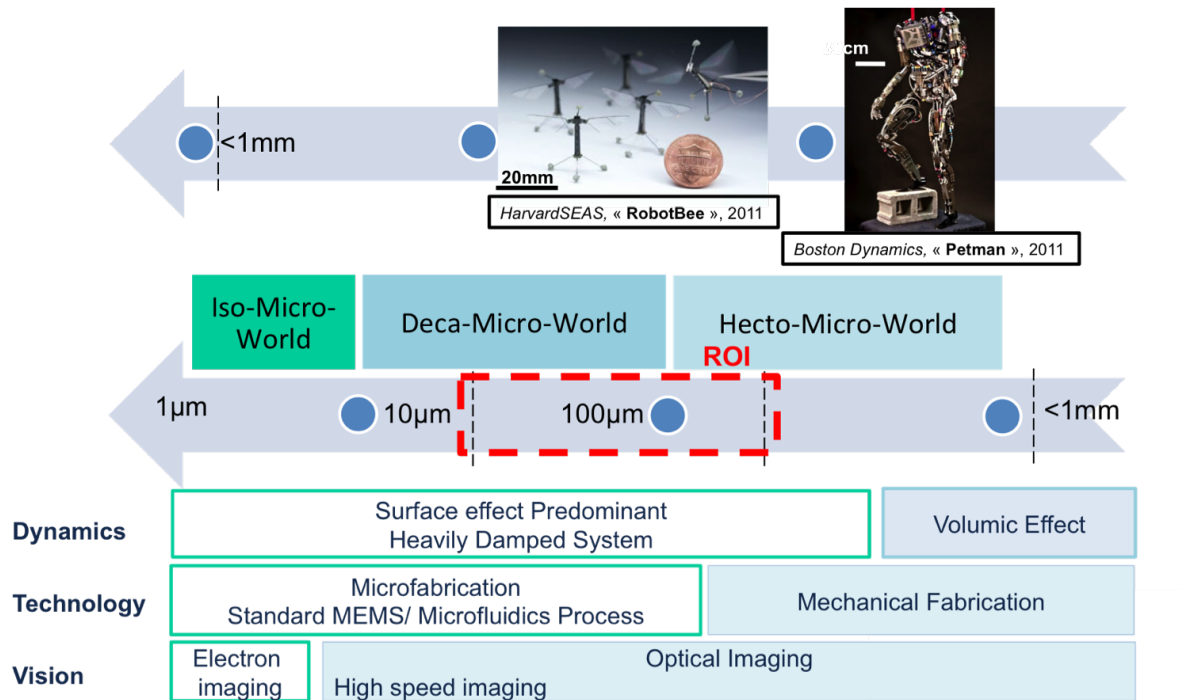 cm
<1mm
20mm
HarvardSEAS, « RobotBee », 2011
Boston Dynamics, « Petman », 2011
Iso-Micro-
World
Deca-Micro-World
Hecto-Micro-World
ROI
1µm
10µm
100µm
<1mm
Dynamics
Surface effect Predominant
Heavily Damped System
Volumic Effect
Technology
Microfabrication
Standard MEMS/ Microfluidics Process
Mechanical Fabrication
Vision
Electron
imaging
Optical Imaging
High speed imaging